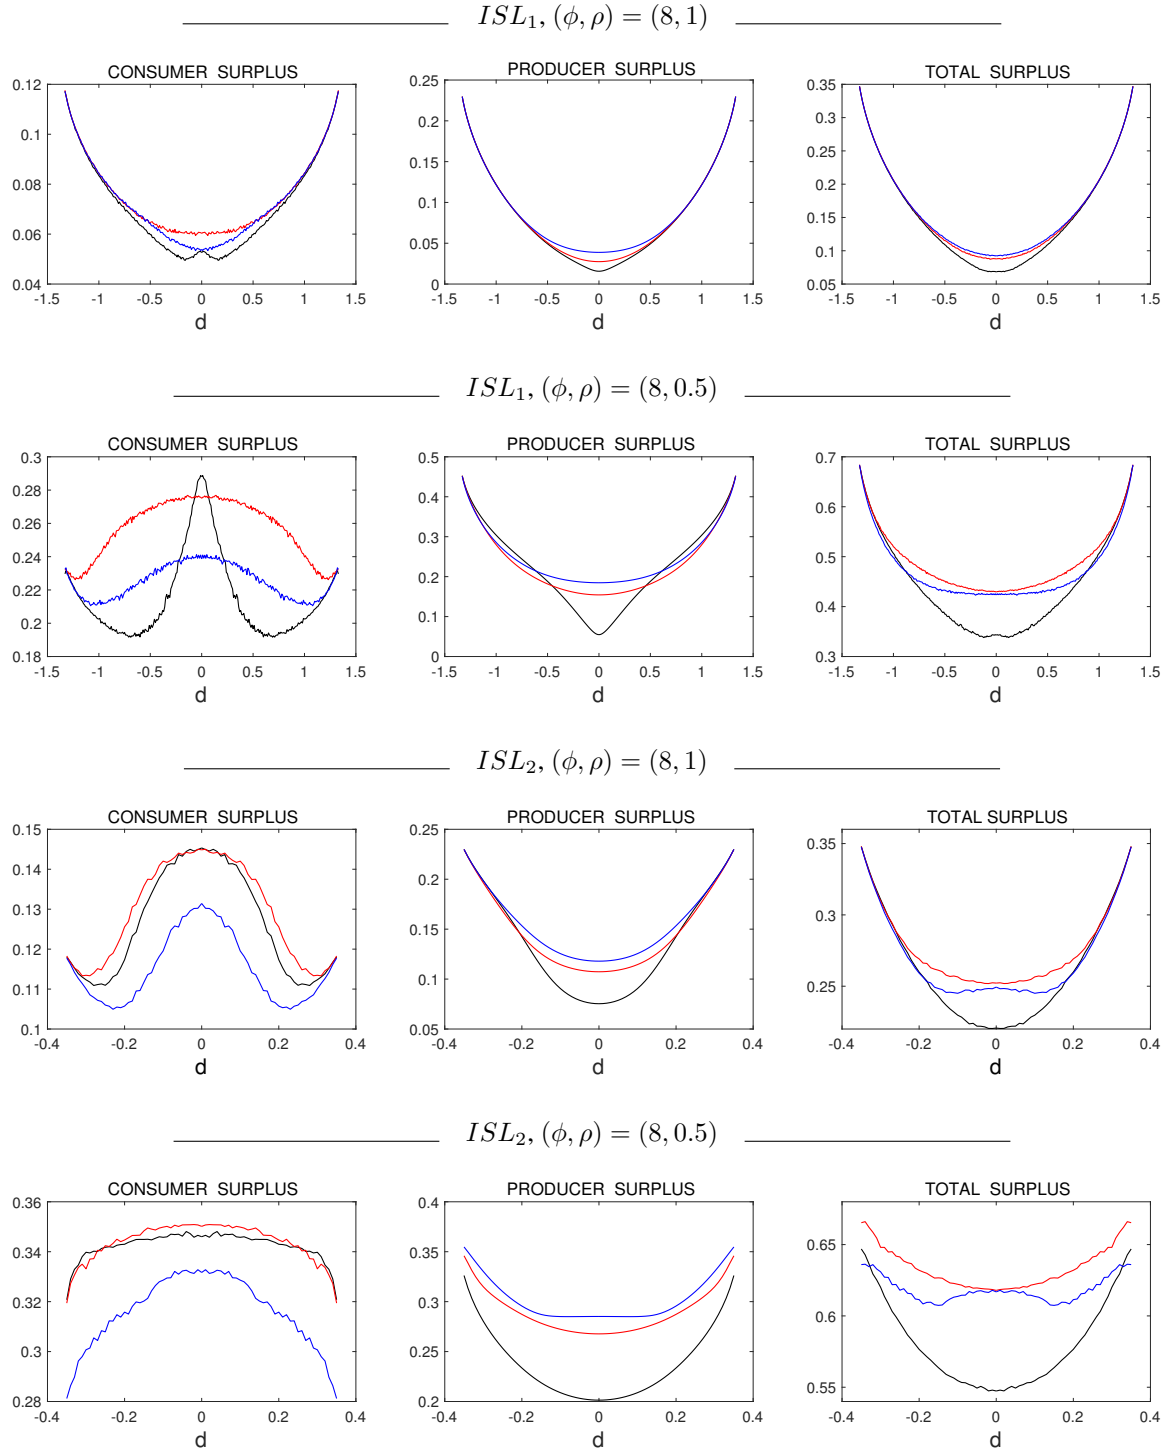 ISL₁, (ϕ, ρ) = (8, 1)
CONSUMER SURPLUS
0.12
0.1
0.08
0.06
0.04
-1.5 -1 -0.5 0 0.5 1 1.5
d
PRODUCER SURPLUS
0.25
0.2
0.15
0.1
0.05
0
-1.5 -1 -0.5 0 0.5 1 1.5
d
TOTAL SURPLUS
0.35
0.3
0.25
0.2
0.15
0.1
0.05
-1.5 -1 -0.5 0 0.5 1 1.5
d
ISL₁, (ϕ, ρ) = (8, 0.5)
CONSUMER SURPLUS
0.3
0.28
0.26
0.24
0.22
0.2
0.18
-1.5 -1 -0.5 0 0.5 1 1.5
d
PRODUCER SURPLUS
0.5
0.4
0.3
0.2
0.1
0
-1.5 -1 -0.5 0 0.5 1 1.5
d
TOTAL SURPLUS
0.7
0.6
0.5
0.4
0.3
-1.5 -1 -0.5 0 0.5 1 1.5
d
ISL₂, (ϕ, ρ) = (8, 1)
CONSUMER SURPLUS
0.15
0.14
0.13
0.12
0.11
0.1
-0.4 -0.2 0 0.2 0.4
d
PRODUCER SURPLUS
0.25
0.2
0.15
0.1
0.05
-0.4 -0.2 0 0.2 0.4
d
TOTAL SURPLUS
0.35
0.3
0.25
-0.4 -0.2 0 0.2 0.4
d
ISL₂, (ϕ, ρ) = (8, 0.5)
CONSUMER SURPLUS
0.36
0.34
0.32
0.3
0.28
-0.4 -0.2 0 0.2 0.4
d
PRODUCER SURPLUS
0.4
0.35
0.3
0.25
0.2
-0.4 -0.2 0 0.2 0.4
d
TOTAL SURPLUS
0.65
0.6
0.55
-0.4 -0.2 0 0.2 0.4
d